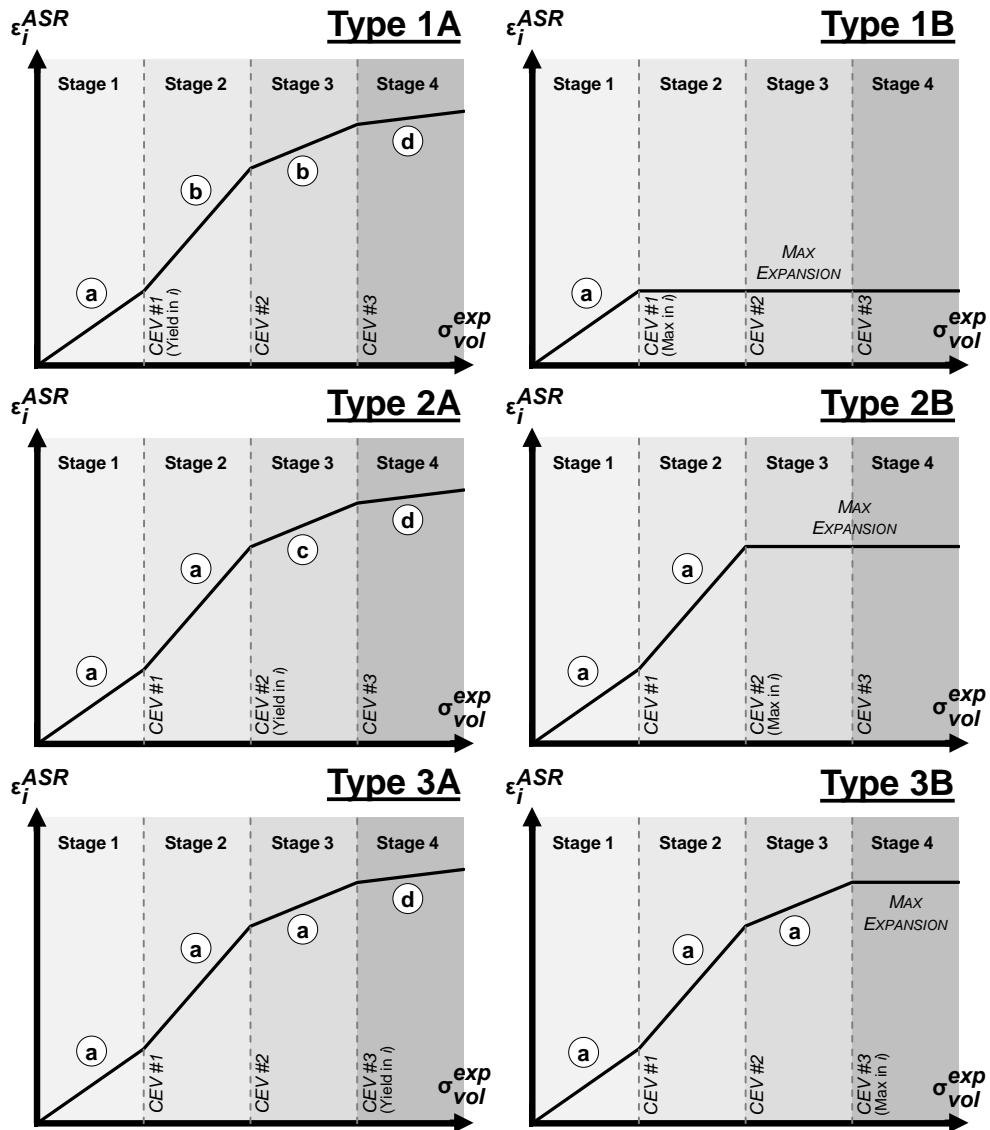 ε_i^ASR Type 1A
Stage 1 Stage 2 Stage 3 Stage 4
d
b
b
a
CEV #1
(Yield in i)
CEV #2
CEV #3
σ_vol^exp
ε_i^ASR Type 1B
Stage 1 Stage 2 Stage 3 Stage 4
MAX
EXPANSION
a
CEV #1
(Max in i)
CEV #2
CEV #3
σ_vol^exp
ε_i^ASR Type 2A
Stage 1 Stage 2 Stage 3 Stage 4
d
c
a
a
CEV #1
CEV #2
(Yield in i)
CEV #3
σ_vol^exp
ε_i^ASR Type 2B
Stage 1 Stage 2 Stage 3 Stage 4
MAX
EXPANSION
a
a
CEV #1
CEV #2
(Max in i)
CEV #3
σ_vol^exp
ε_i^ASR Type 3A
Stage 1 Stage 2 Stage 3 Stage 4
d
a
a
a
CEV #1
CEV #2
CEV #3
(Yield in i)
σ_vol^exp
ε_i^ASR Type 3B
Stage 1 Stage 2 Stage 3 Stage 4
MAX
EXPANSION
a
a
a
CEV #1
CEV #2
CEV #3
(Max in i)
σ_vol^exp